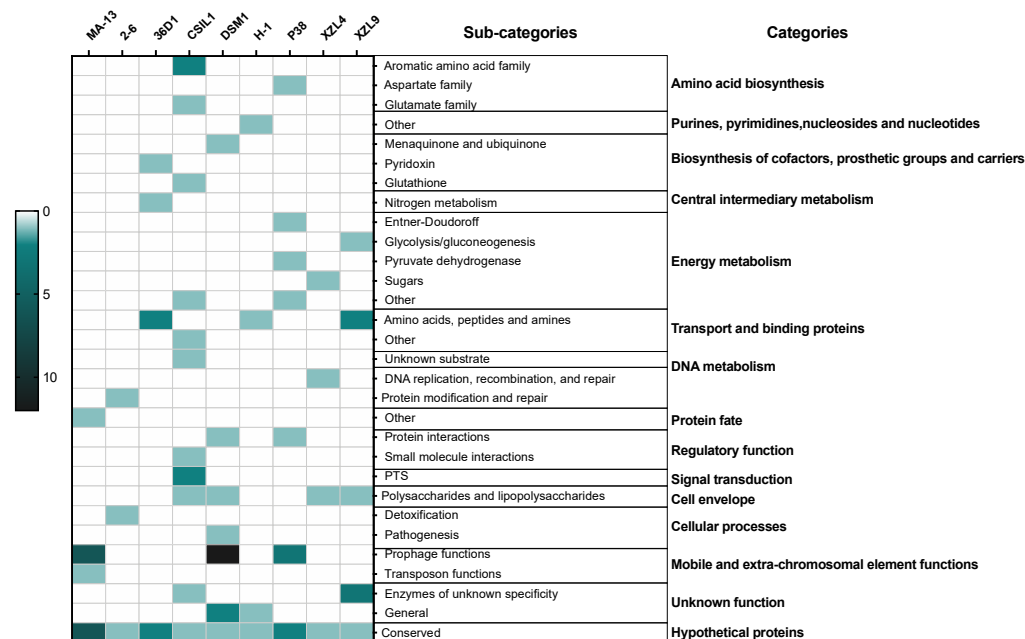 MA-13 2-6 36D1 CSIL1 DSM1 H-1 P38 XZL4 XZL9 Sub-categories Categories
Aromatic amino acid family
Aspartate family Amino acid biosynthesis
Glutamate family
Other Purines, pyrimidines,nucleosides and nucleotides
Menaquinone and ubiquinone
Pyridoxin Biosynthesis of cofactors, prosthetic groups and carriers
Glutathione
Nitrogen metabolism Central intermediary metabolism
0
Entner-Doudoroff
Glycolysis/gluconeogenesis
Pyruvate dehydrogenase Energy metabolism
Sugars
5
Other
Amino acids, peptides and amines Transport and binding proteins
Other
Unknown substrate DNA metabolism
10
DNA replication, recombination, and repair
Protein modification and repair
Other Protein fate
Protein interactions
Small molecule interactions Regulatory function
PTS Signal transduction
Polysaccharides and lipopolysaccharides Cell envelope
Detoxification
Cellular processes
Pathogenesis
Prophage functions
Mobile and extra-chromosomal element functions
Transposon functions
Enzymes of unknown specificity
Unknown function
General
Conserved Hypothetical proteins